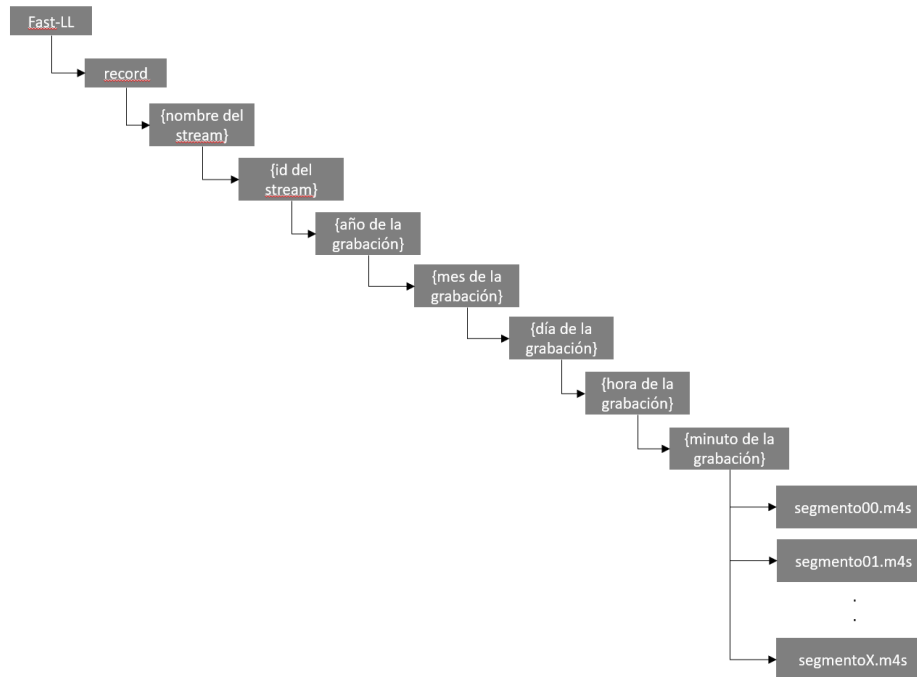 Fast-LL
record
{nombre del
stream}
{id del
stream}
{año de la
grabación}
{mes de la
grabación}
{día de la
grabación}
{hora de la
grabación}
{minuto de la
grabación}
segmento00.m4s
segmento01.m4s
.
.
segmentoX.m4s